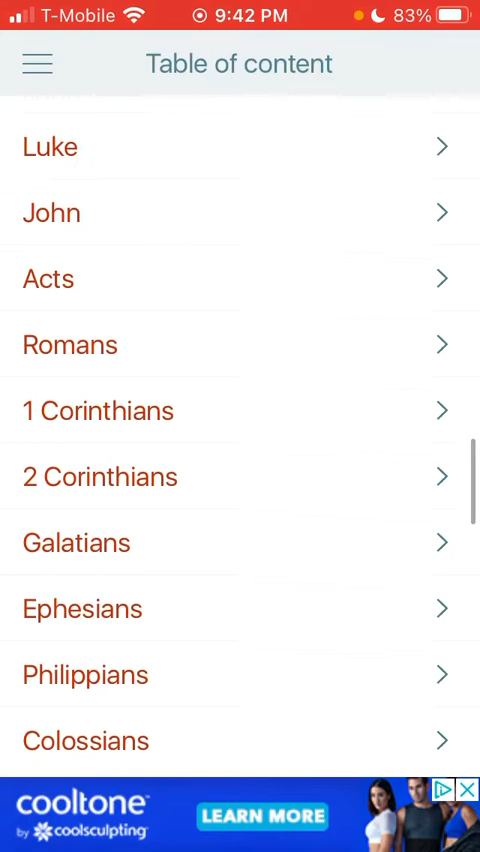 T-Mobile 9:42 PM 83%
Table of content
Luke
John
Acts
Romans
1 Corinthians
2 Corinthians
Galatians
Ephesians
Philippians
Colossians
cooltone™
by coolsculpting
LEARN MORE